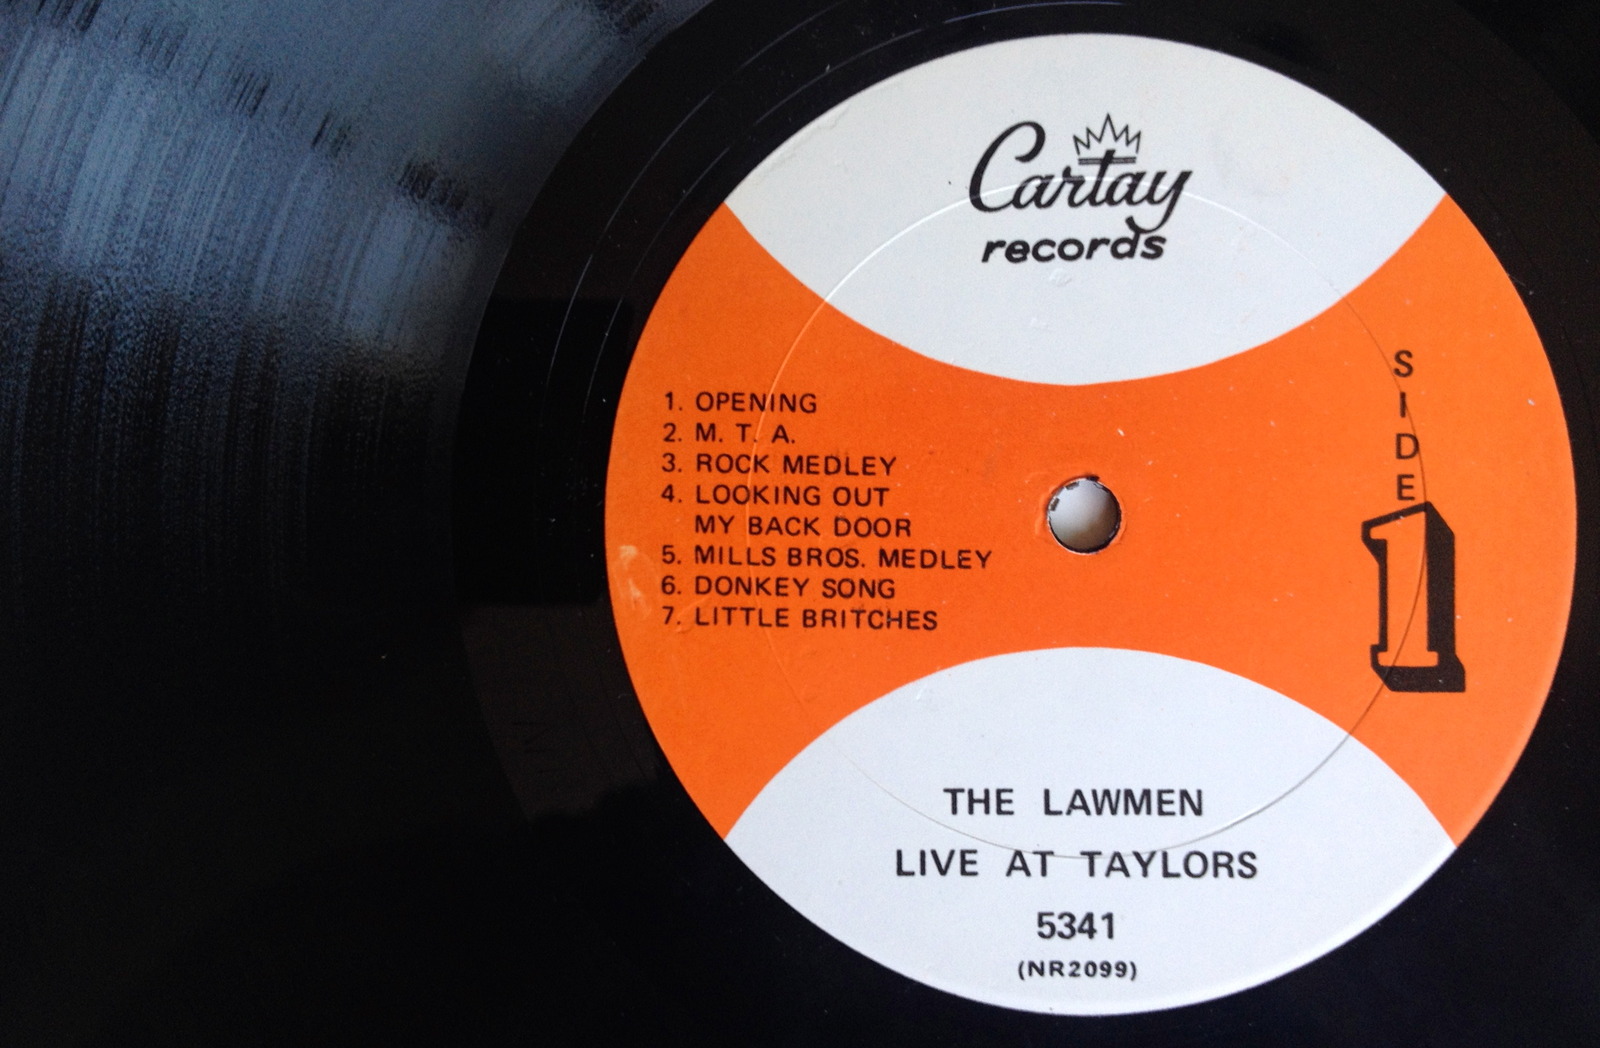 Cartay
records
1. OPENING
2. M. T. A.
3. ROCK MEDLEY
4. LOOKING OUT
MY BACK DOOR
5. MILLS BROS. MEDLEY
6. DONKEY SONG
7. LITTLE BRITCHES
SIDE
1
THE LAWMEN
LIVE AT TAYLORS
5341
(NR2099)